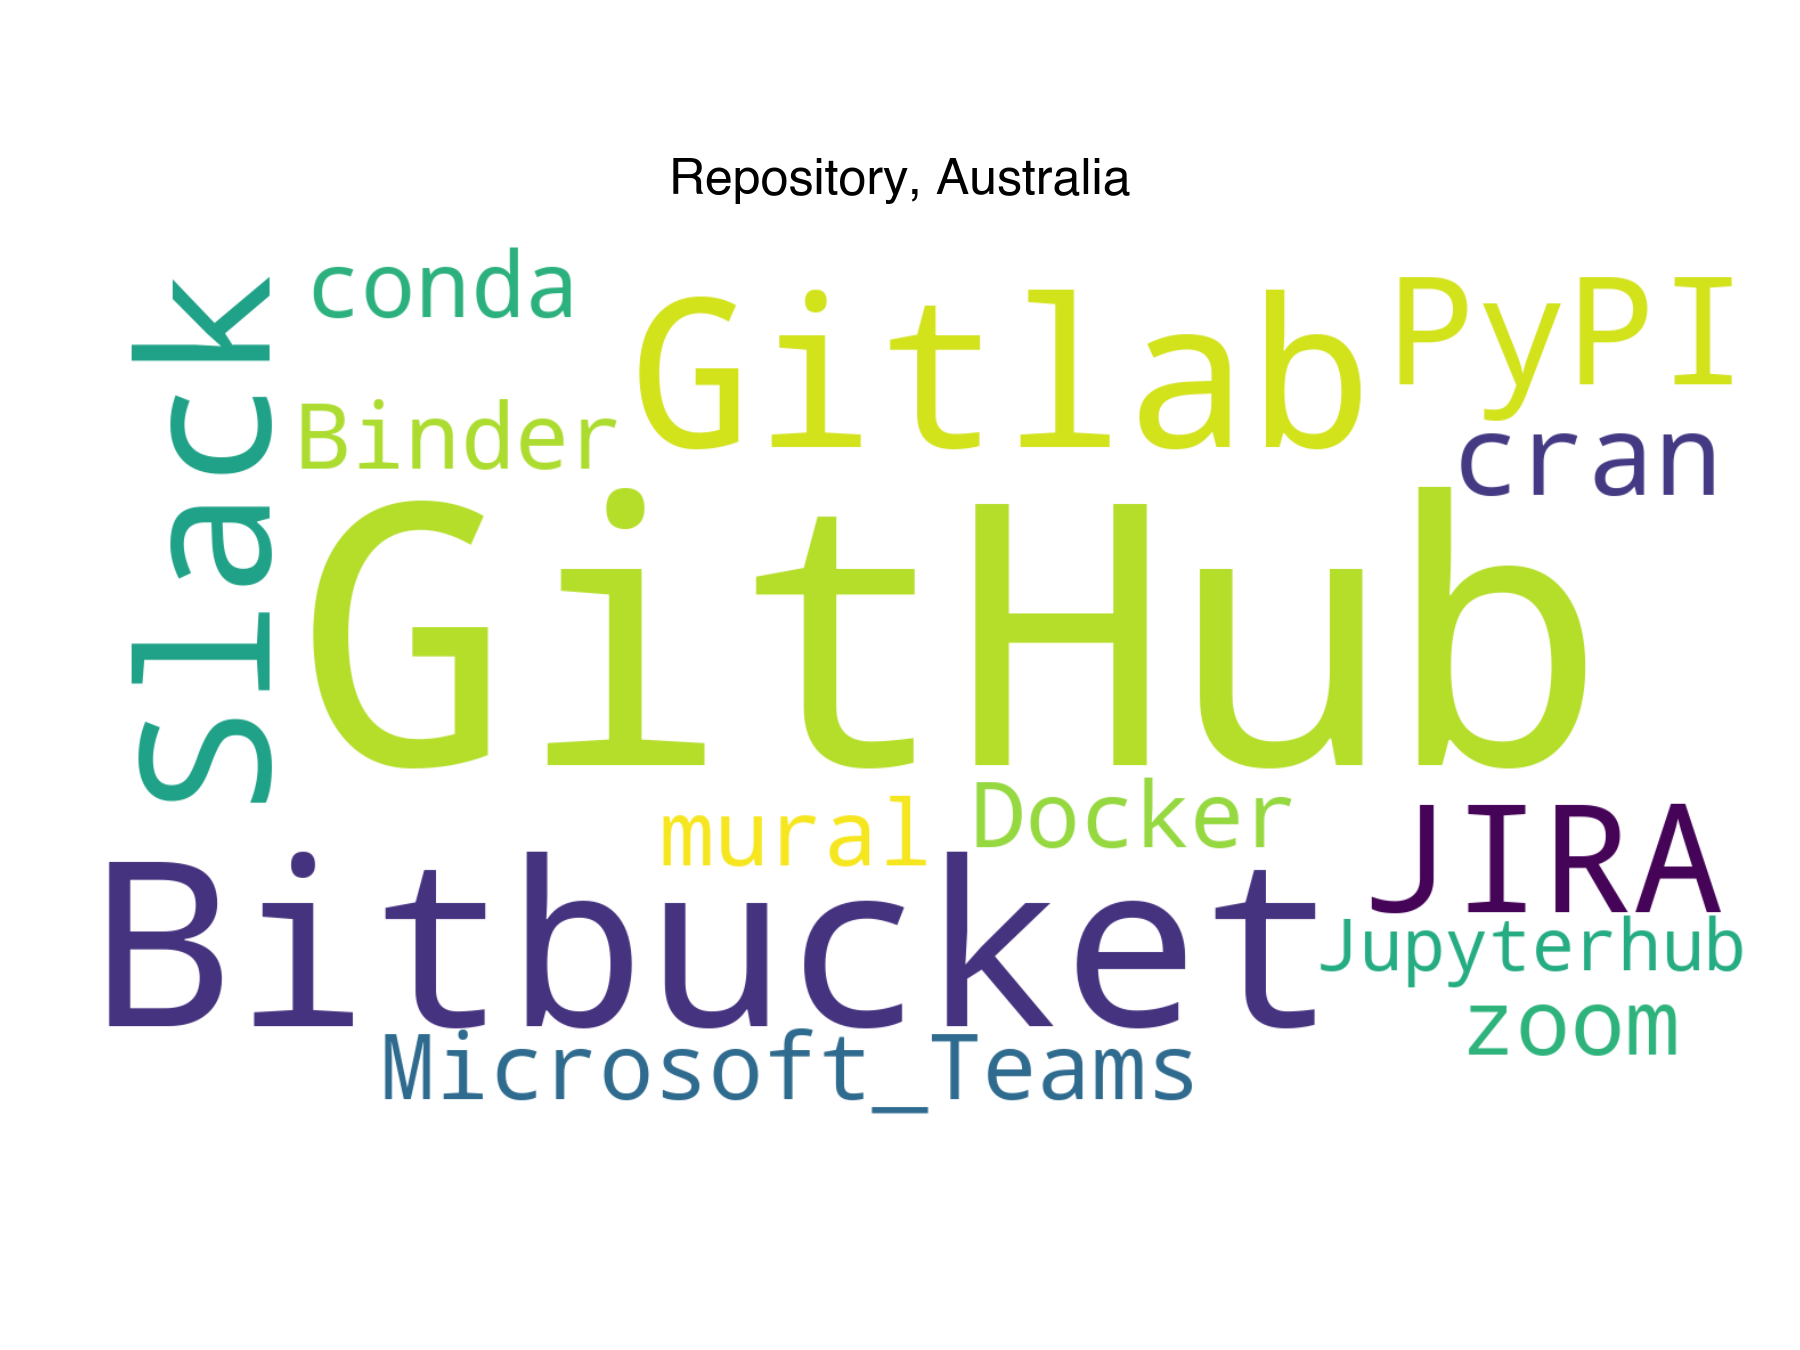 Repository, Australia
Slack
conda
Gitlab
PyPI
Binder
cran
GitHub
mural
Docker
JIRA
Bitbucket
Jupyterhub
zoom
Microsoft_Teams